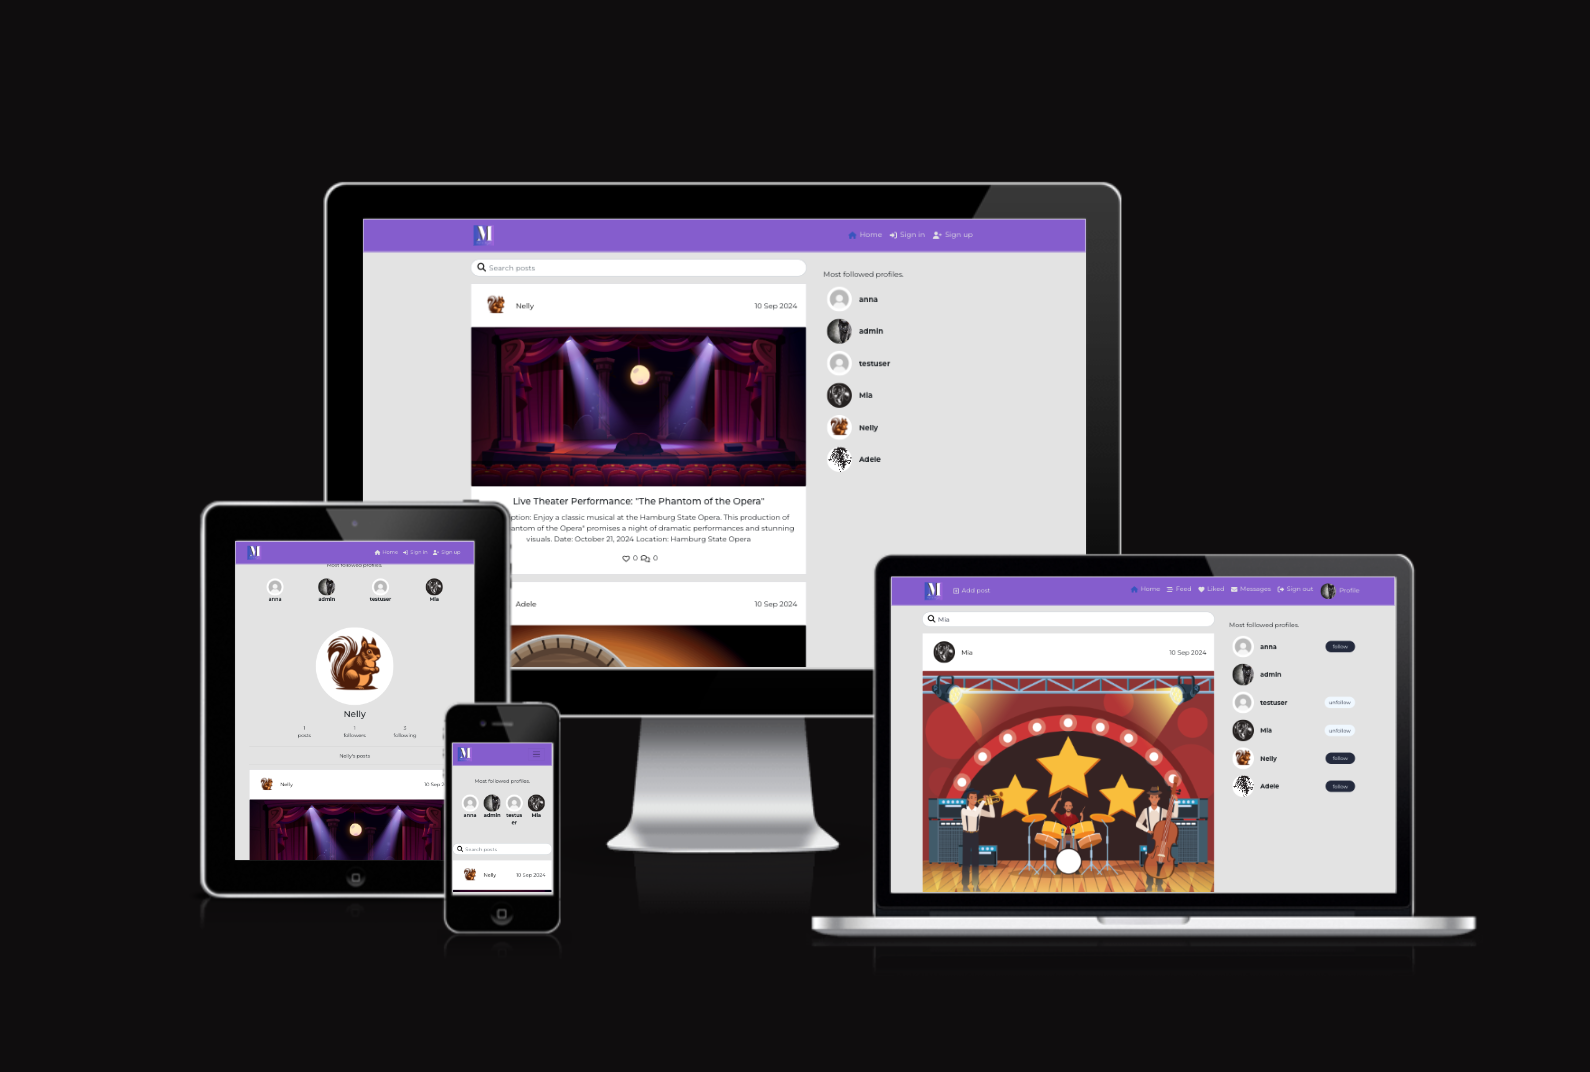 M
Home Sign in Sign up
Search posts
Nelly
10 Sep 2024
Live Theater Performance: "The Phantom of the Opera"
ption: Enjoy a classic musical at the Hamburg State Opera. This production of
antom of the Opera" promises a night of dramatic performances and stunning
visuals. Date: October 21, 2024 Location: Hamburg State Opera
0 0
Adele
10 Sep 2024
Most followed profiles.
anna
admin
testuser
Mia
Nelly
Adele
M
Home Sign in Sign up
Most followed profiles.
anna admin testuser Mia
Nelly
1 1 3
posts followers following
Nelly's posts
Nelly
10 Sep 2
M
Most followed profiles.
anna admin testus Mia
er
Search posts
Nelly
10 Sep 2024
M
Add post
Home Feed Liked Messages Sign out Profile
Mia
Mia
10 Sep 2024
Most followed profiles.
anna follow
admin
testuser unfollow
Mia unfollow
Nelly follow
Adele follow